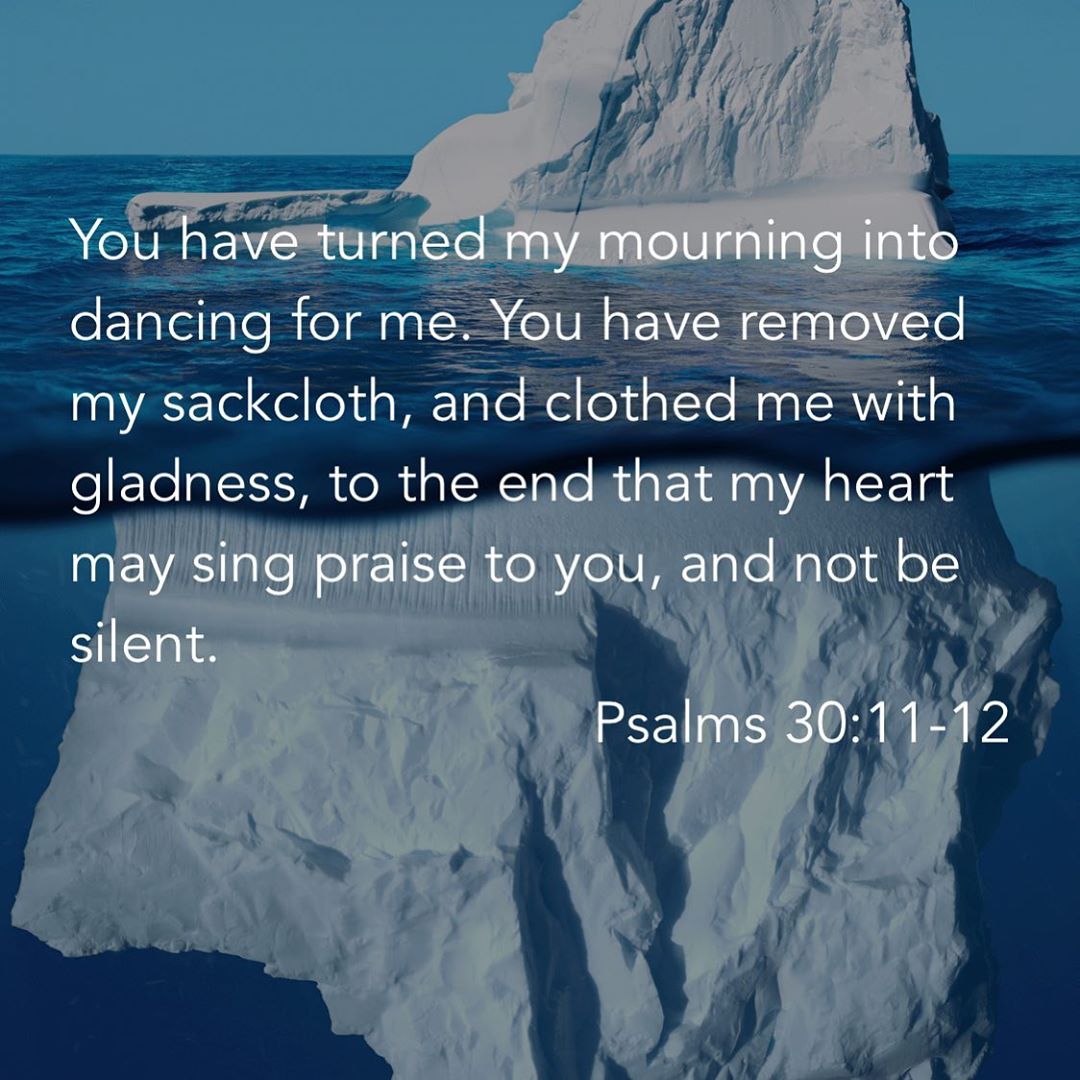 You have turned my mourning into
dancing for me. You have removed
my sackcloth, and clothed me with
gladness, to the end that my heart
may sing praise to you, and not be
silent.
Psalms 30:11-12